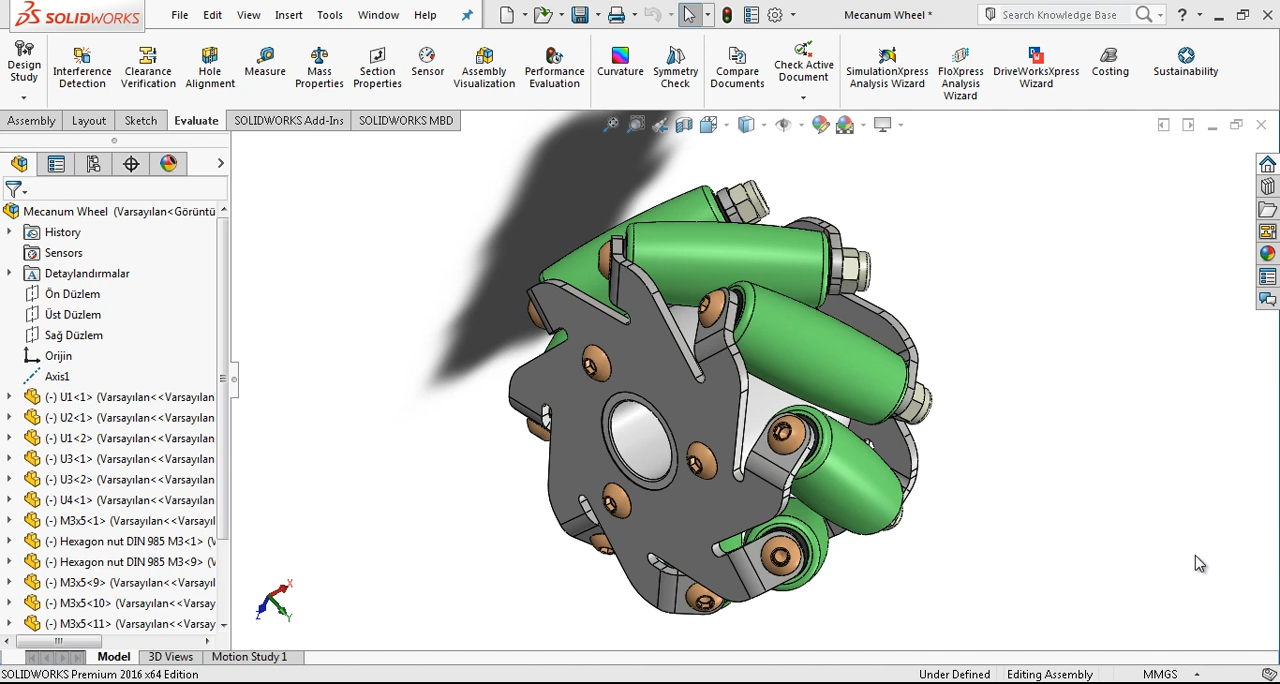 SOLIDWORKS File Edit View Insert Tools Window Help Mecanum Wheel * Search Knowledge Base ?
Design Study
Interference Detection
Clearance Verification
Hole Alignment
Measure
Mass Properties
Section Properties
Sensor
Assembly Visualization
Performance Evaluation
Curvature
Symmetry Check
Compare Documents
Check Active Document
SimulationXpress Analysis Wizard
FloXpress Analysis Wizard
DriveWorksXpress Wizard
Costing
Sustainability
Assembly Layout Sketch Evaluate SOLIDWORKS Add-Ins SOLIDWORKS MBD
Mecanum Wheel (Varsayılan<Görüntü
History
Sensors
Detaylandırmalar
Ön Düzlem
Üst Düzlem
Sağ Düzlem
Orijin
Axis1
(-) U1<1> (Varsayılan<<Varsayılan
(-) U2<1> (Varsayılan<<Varsayılan
(-) U1<2> (Varsayılan<<Varsayılan
(-) U3<1> (Varsayılan<<Varsayılan
(-) U3<2> (Varsayılan<<Varsayılan
(-) U4<1> (Varsayılan<<Varsayılan
(-) M3x5<1> (Varsayılan<<Varsayıl
(-) Hexagon nut DIN 985 M3<1> (V
(-) Hexagon nut DIN 985 M3<9> (V
(-) M3x5<9> (Varsayılan<<Varsayıl
(-) M3x5<10> (Varsayılan<<Varsay
(-) M3x5<11> (Varsayılan<<Varsay
X
Y
Z
Model 3D Views Motion Study 1
SOLIDWORKS Premium 2016 x64 Edition Under Defined Editing Assembly MMGS